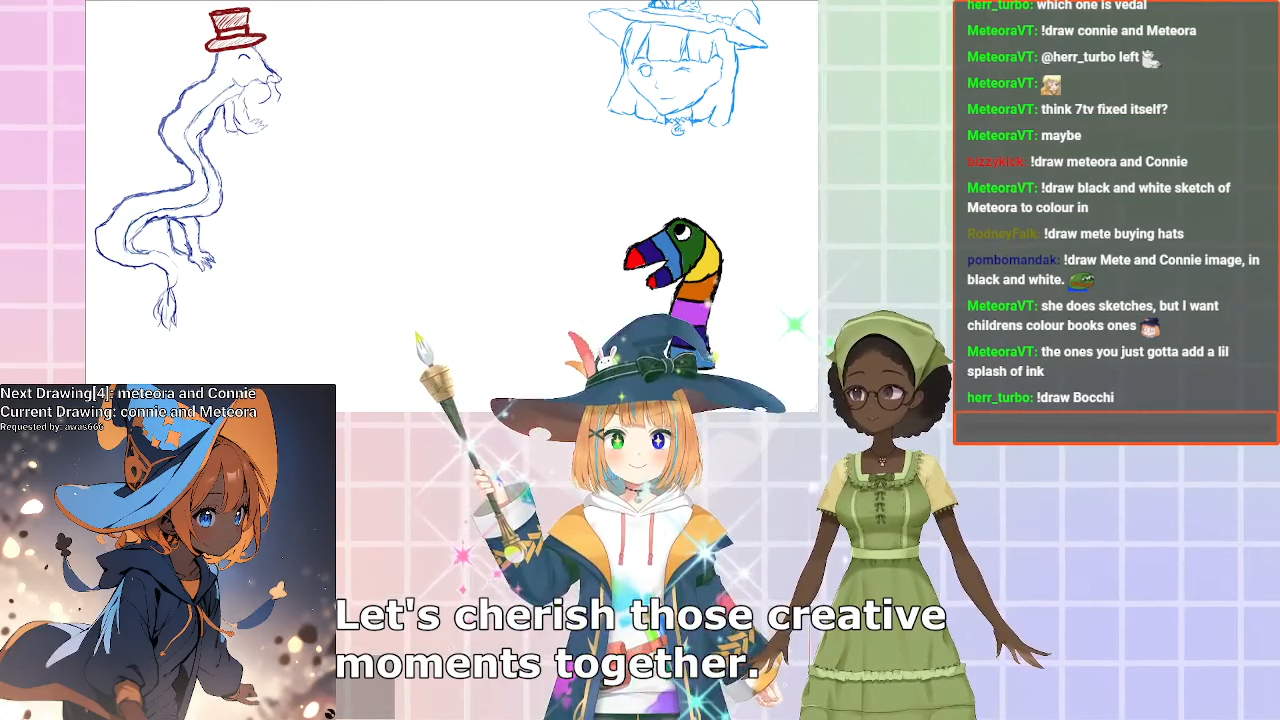 herr_turbo: which one is vedal
MeteoraVT: !draw connie and Meteora
MeteoraVT: @herr_turbo left
MeteoraVT:
MeteoraVT: think 7tv fixed itself?
MeteoraVT: maybe
bizzykick: !draw meteora and Connie
MeteoraVT: !draw black and white sketch of
Meteora to colour in
RodneyFalk: !draw mete buying hats
pombomandak: !draw Mete and Connie image, in
black and white.
MeteoraVT: she does sketches, but I want
childrens colour books ones
MeteoraVT: the ones you just gotta add a lil
splash of ink
herr_turbo: !draw Bocchi
Next Drawing[4]: meteora and Connie
Current Drawing: connie and Meteora
Requested by: awas666
Let's cherish those creative
moments together.